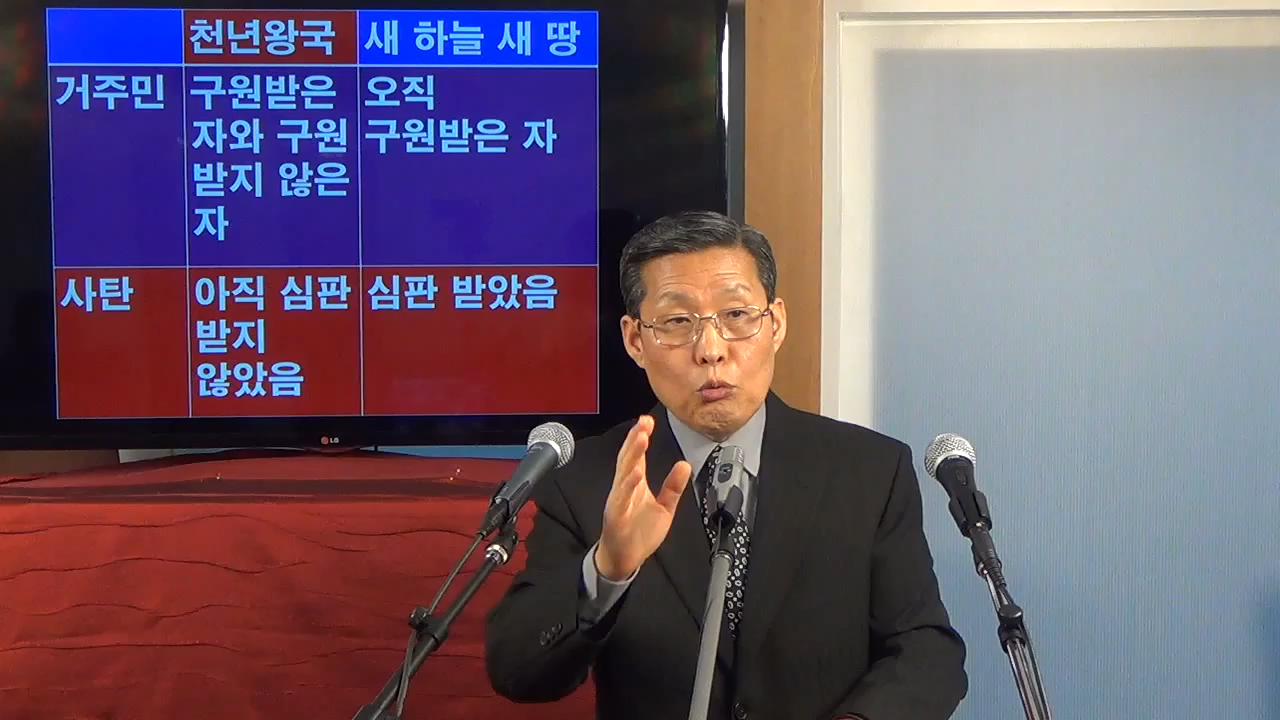 천년왕국 새 하늘 새 땅
거주민 구원받은 오직
자와 구원 구원받은 자
받지 않은
자
사탄 아직 심판 심판 받았음
받지
않았음
LG